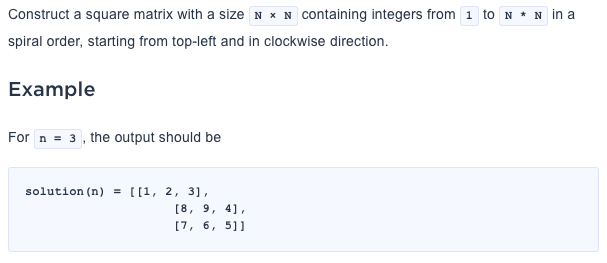 Construct a square matrix with a size N × N containing integers from 1 to N * N in a
spiral order, starting from top-left and in clockwise direction.
Example
For n = 3, the output should be
solution(n) = [[1, 2, 3],
[8, 9, 4],
[7, 6, 5]]